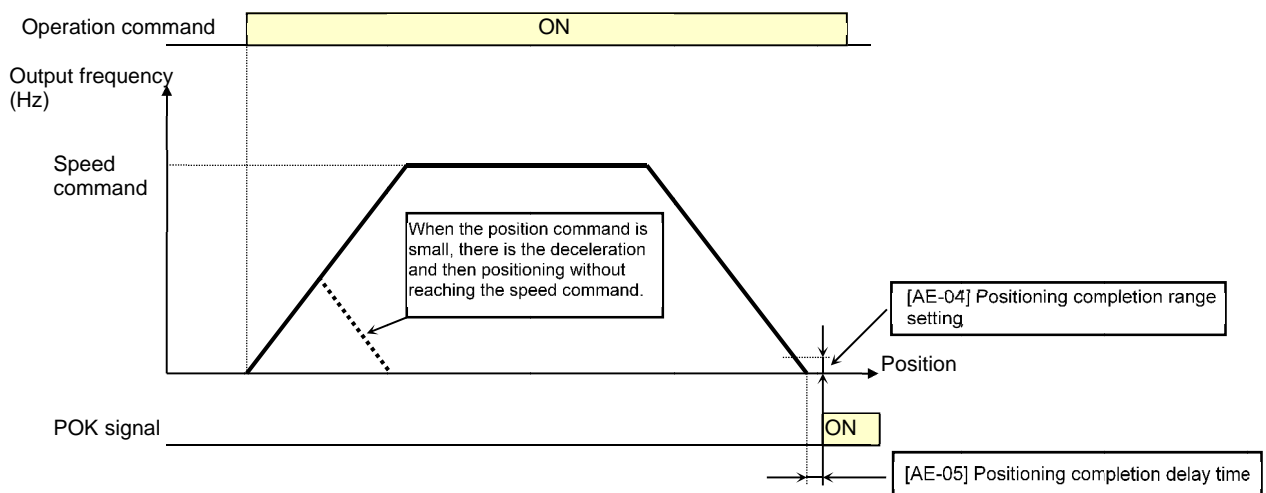 Operation command
ON
Output frequency
(Hz)
Speed
command
When the position command is
small, there is the deceleration
and then positioning without
reaching the speed command.
[AE-04] Positioning completion range
setting
Position
POK signal
ON
[AE-05] Positioning completion delay time